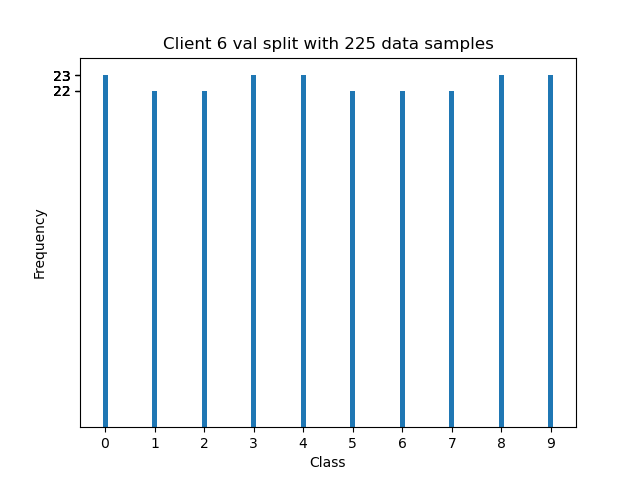 Client 6 val split with 225 data samples
23
22
Frequency
0 1 2 3 4 5 6 7 8 9
Class